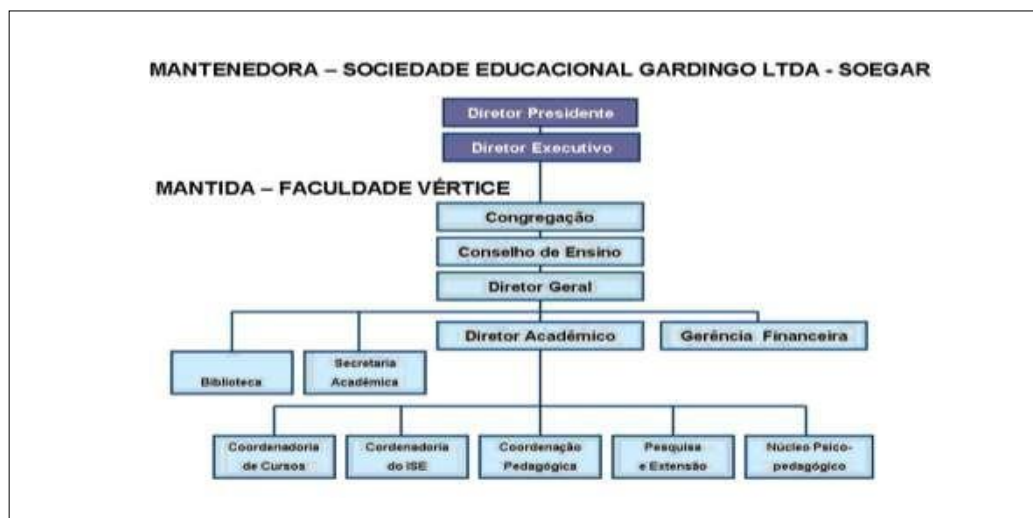 MANTENEDORA – SOCIEDADE EDUCACIONAL GARDINGO LTDA - SOEGAR
Diretor Presidente
Diretor Executivo
MANTIDA – FACULDADE VÉRTICE
Congregação
Conselho de Ensino
Diretor Geral
Diretor Acadêmico
Gerência Financeira
Biblioteca
Secretaria
Acadêmica
Coordenadoria
de Cursos
Cordenadoria
do ISE
Coordenação
Pedagógica
Pesquisa
e Extensão
Núcleo Psico-
pedagógico